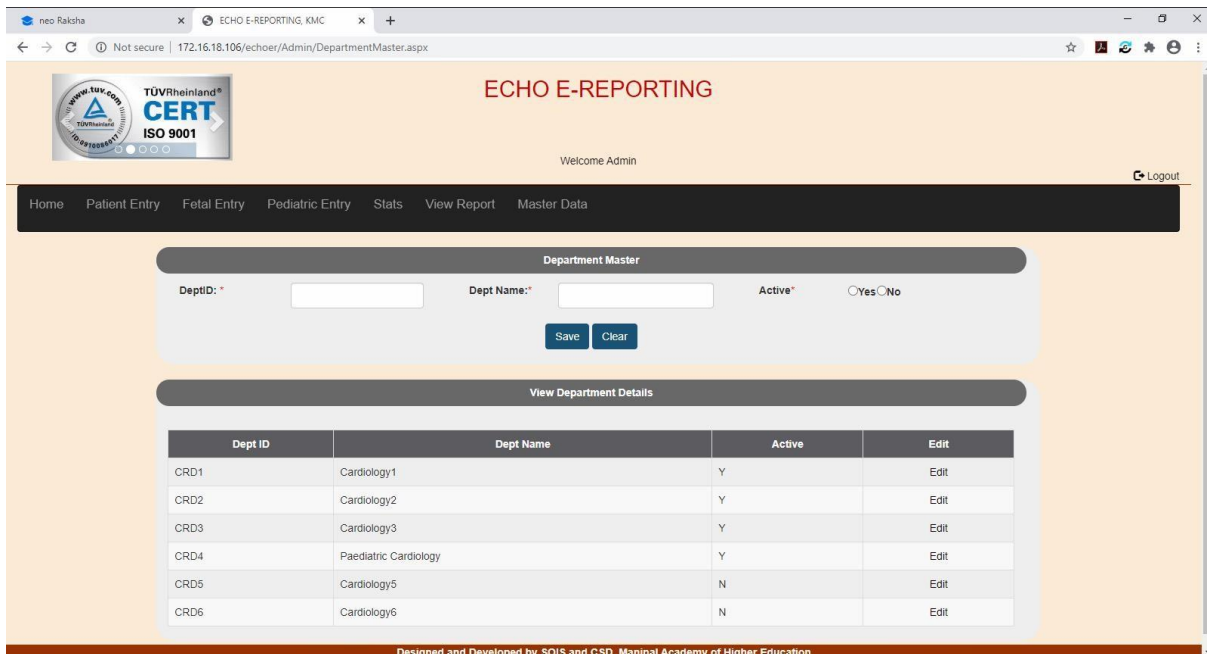 neo Raksha
ECHO E-REPORTING, KMC
Not secure | 172.16.18.106/echoer/Admin/DepartmentMaster.aspx
www.tuv.com
TÜVRheinland
TÜVRheinland®
CERT
ISO 9001
ECHO E-REPORTING
Welcome Admin
Logout
Home Patient Entry Fetal Entry Pediatric Entry Stats View Report Master Data
Department Master
DeptID: * Dept Name:* Active* Yes No
Save Clear
View Department Details
Dept ID Dept Name Active Edit
CRD1 Cardiology1 Y Edit
CRD2 Cardiology2 Y Edit
CRD3 Cardiology3 Y Edit
CRD4 Paediatric Cardiology Y Edit
CRD5 Cardiology5 N Edit
CRD6 Cardiology6 N Edit
Designed and Developed by SOIS and CSD, Manipal Academy of Higher Education